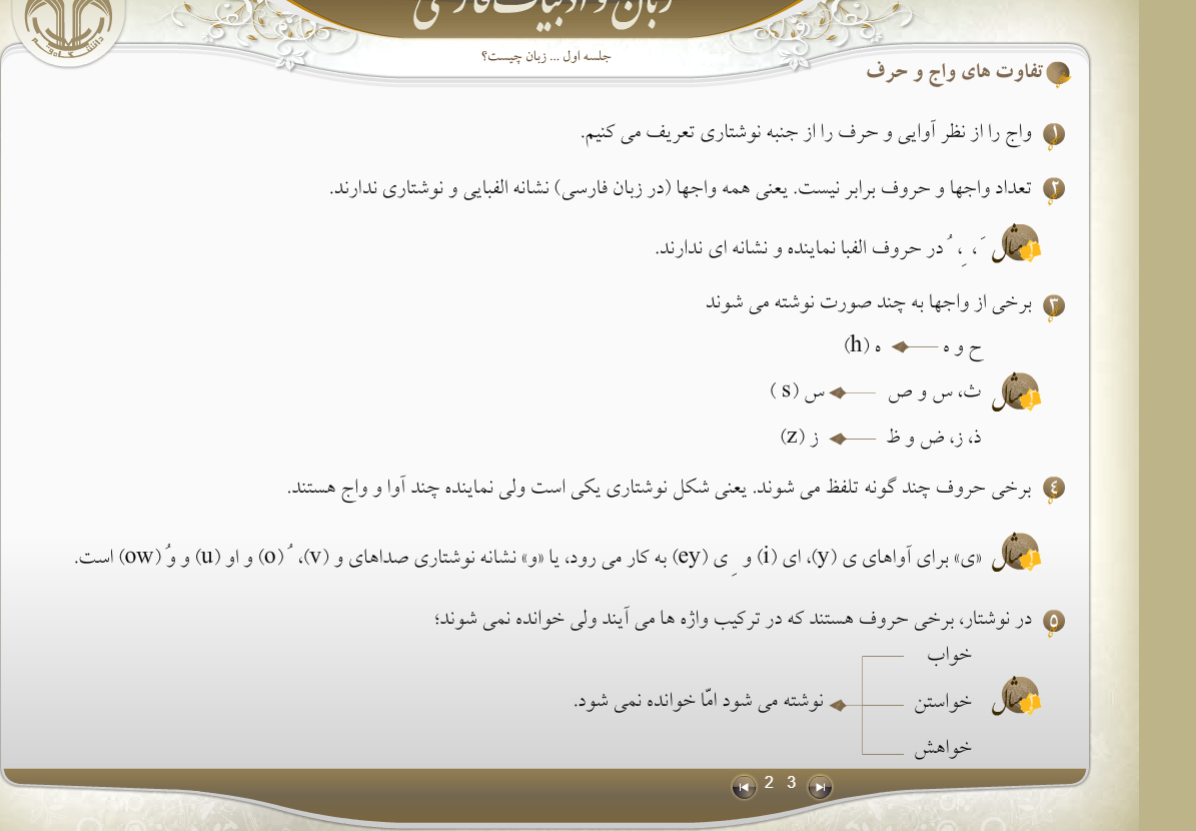 زبان و ادبیات فارسی
جلسه اول ... زبان چیست؟
تفاوت های واج و حرف
۱ واج را از نظر آوایی و حرف را از جنبه نوشتاری تعریف می کنیم.
۲ تعداد واجها و حروف برابر نیست. یعنی همه واجها (در زبان فارسی) نشانه الفبایی و نوشتاری ندارند.
مثال ۱ َ، ِ، ُ در حروف الفبا نماینده و نشانه ای ندارند.
۳ برخی از واجها به چند صورت نوشته می شوند
ح و ه ← ه (h)
مثال ۲ ث، س و ص ← س (s )
ذ، ز، ض و ظ ← ز (z)
٤ برخی حروف چند گونه تلفظ می شوند. یعنی شکل نوشتاری یکی است ولی نماینده چند آوا و واج هستند.
مثال «ی» برای آواهای ی (y)، ای (i) و ِ ی (ey) به کار می رود، یا «و» نشانه نوشتاری صداهای و (v)، ُ (o) و او (u) و ُو (ow) است.
۵ در نوشتار، برخی حروف هستند که در ترکیب واژه ها می آیند ولی خوانده نمی شوند؛
خواب
مثال خواستن ← نوشته می شود امّا خوانده نمی شود.
خواهش
2 3